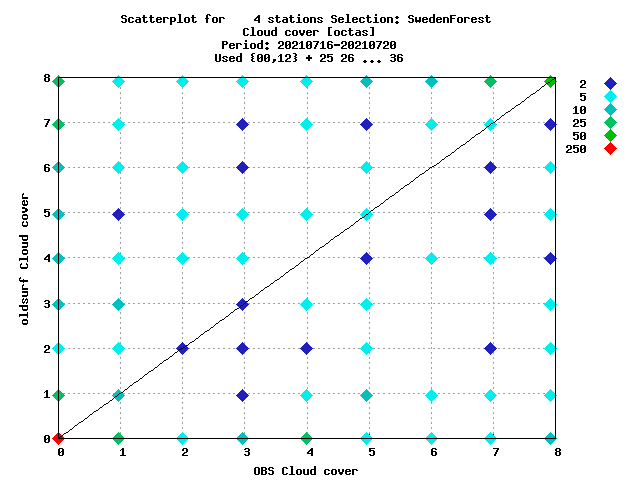 Scatterplot for    4 stations Selection: SwedenForest
Cloud cover [octas]
Period: 20210716-20210720
Used {00,12} + 25 26 ... 36
8
7
6
5
4
3
2
1
0
oldsurf Cloud cover
0 1 2 3 4 5 6 7 8
OBS Cloud cover
2
5
10
25
50
250